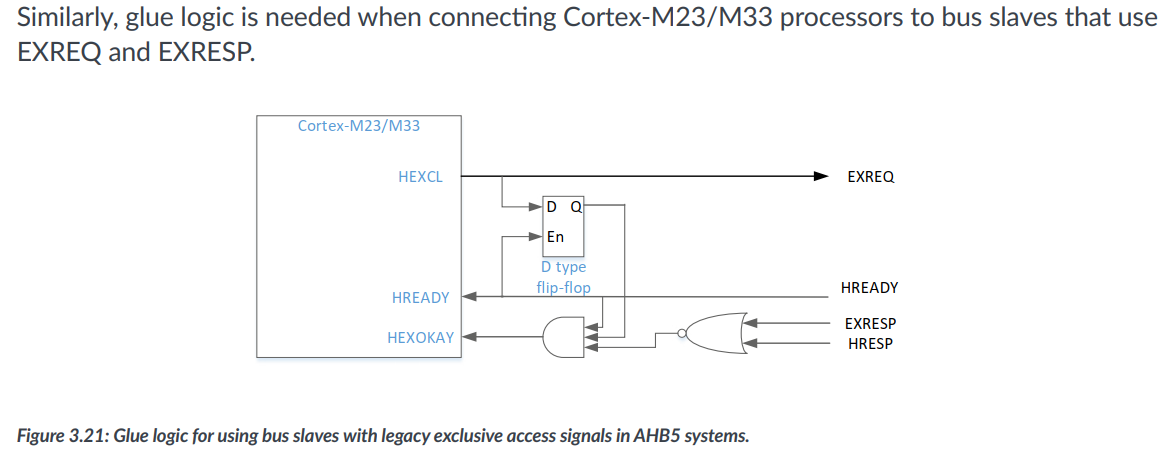 Similarly, glue logic is needed when connecting Cortex-M23/M33 processors to bus slaves that use
EXREQ and EXRESP.
Cortex-M23/M33
HEXCL
EXREQ
D Q
En
D type
flip-flop
HREADY
HREADY
EXRESP
HEXOKAY
HRESP
Figure 3.21: Glue logic for using bus slaves with legacy exclusive access signals in AHB5 systems.